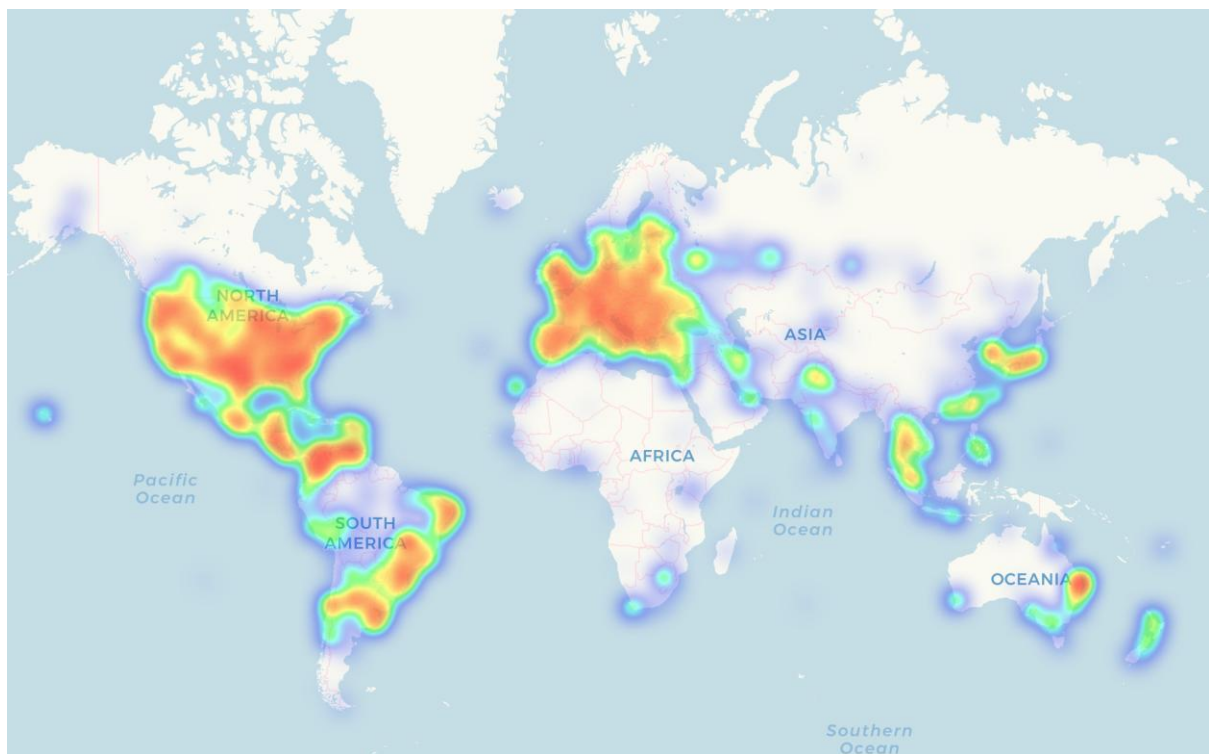 NORTH
AMERICA
ASIA
AFRICA
Pacific
Ocean
Indian
Ocean
SOUTH
AMERICA
OCEANIA
Southern
Ocean